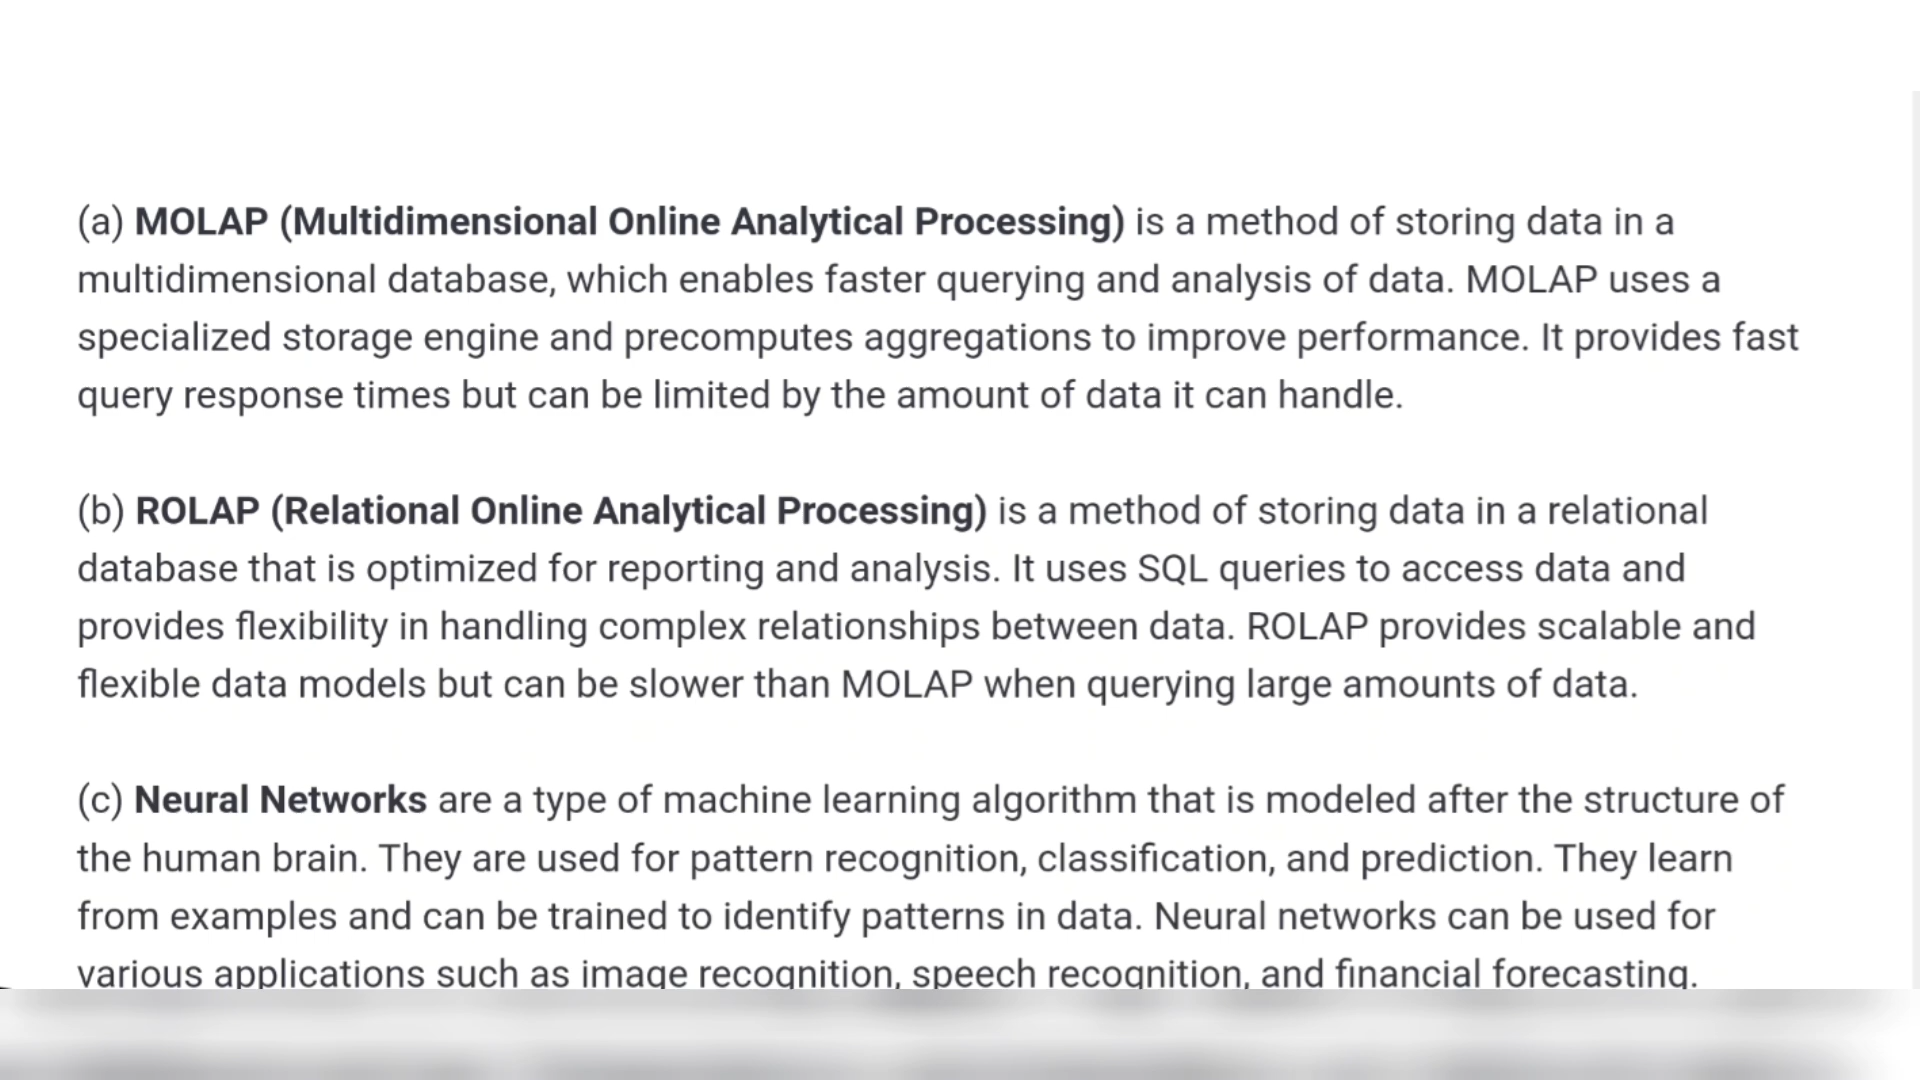 (a) MOLAP (Multidimensional Online Analytical Processing) is a method of storing data in a
multidimensional database, which enables faster querying and analysis of data. MOLAP uses a
specialized storage engine and precomputes aggregations to improve performance. It provides fast
query response times but can be limited by the amount of data it can handle.
(b) ROLAP (Relational Online Analytical Processing) is a method of storing data in a relational
database that is optimized for reporting and analysis. It uses SQL queries to access data and
provides flexibility in handling complex relationships between data. ROLAP provides scalable and
flexible data models but can be slower than MOLAP when querying large amounts of data.
(c) Neural Networks are a type of machine learning algorithm that is modeled after the structure of
the human brain. They are used for pattern recognition, classification, and prediction. They learn
from examples and can be trained to identify patterns in data. Neural networks can be used for
various applications such as image recognition, speech recognition, and financial forecasting.